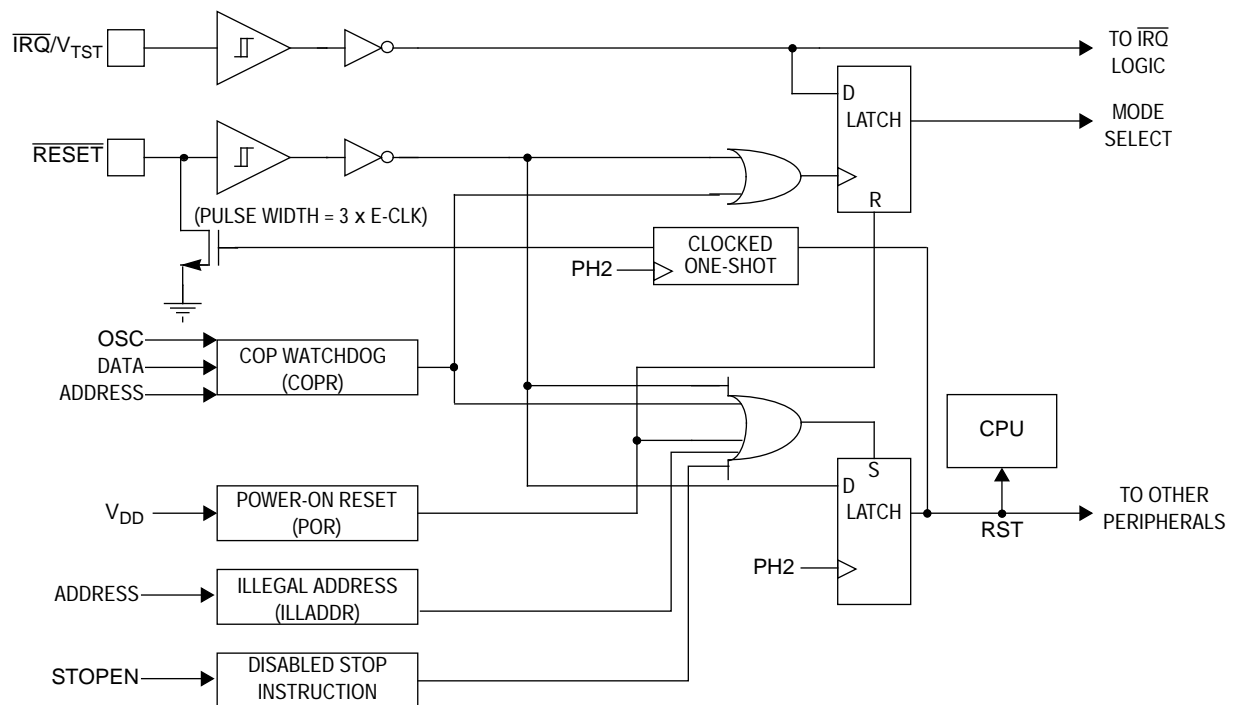 IRQ/VTST
TO IRQ
LOGIC
D
LATCH
R
MODE
SELECT
RESET
(PULSE WIDTH = 3 x E-CLK)
CLOCKED
ONE-SHOT
PH2
OSC
DATA
ADDRESS
COP WATCHDOG
(COPR)
CPU
S
D
LATCH
PH2
RST
TO OTHER
PERIPHERALS
VDD
POWER-ON RESET
(POR)
ADDRESS
ILLEGAL ADDRESS
(ILLADDR)
STOPEN
DISABLED STOP
INSTRUCTION